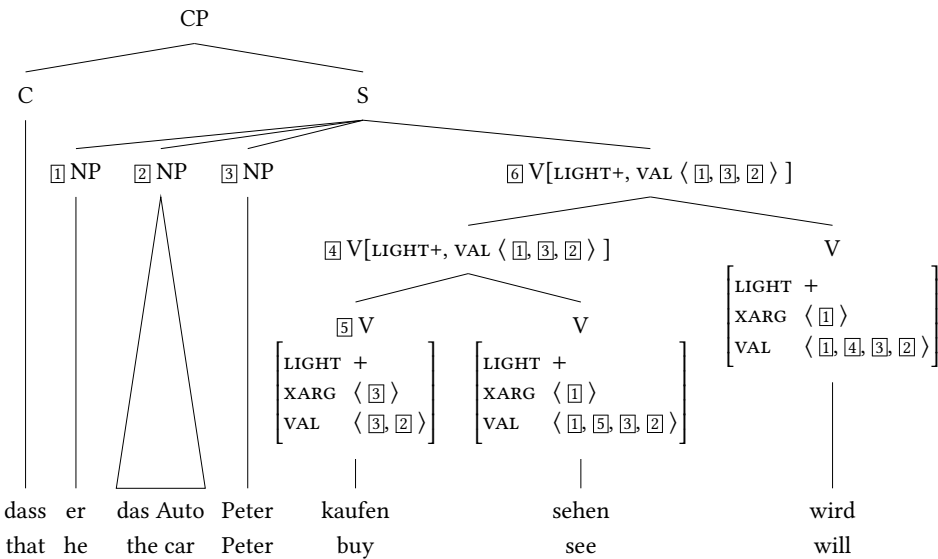 CP
C S
1 NP 2 NP 3 NP 6 V[LIGHT+, VAL ⟨ 1, 3, 2 ⟩ ]
4 V[LIGHT+, VAL ⟨ 1, 3, 2 ⟩ ] V
LIGHT +
XARG ⟨ 1 ⟩
VAL ⟨ 1, 4, 3, 2 ⟩
5 V V
LIGHT + LIGHT +
XARG ⟨ 3 ⟩ XARG ⟨ 1 ⟩
VAL ⟨ 3, 2 ⟩ VAL ⟨ 1, 5, 3, 2 ⟩
dass er das Auto Peter kaufen sehen wird
that he the car Peter buy see will